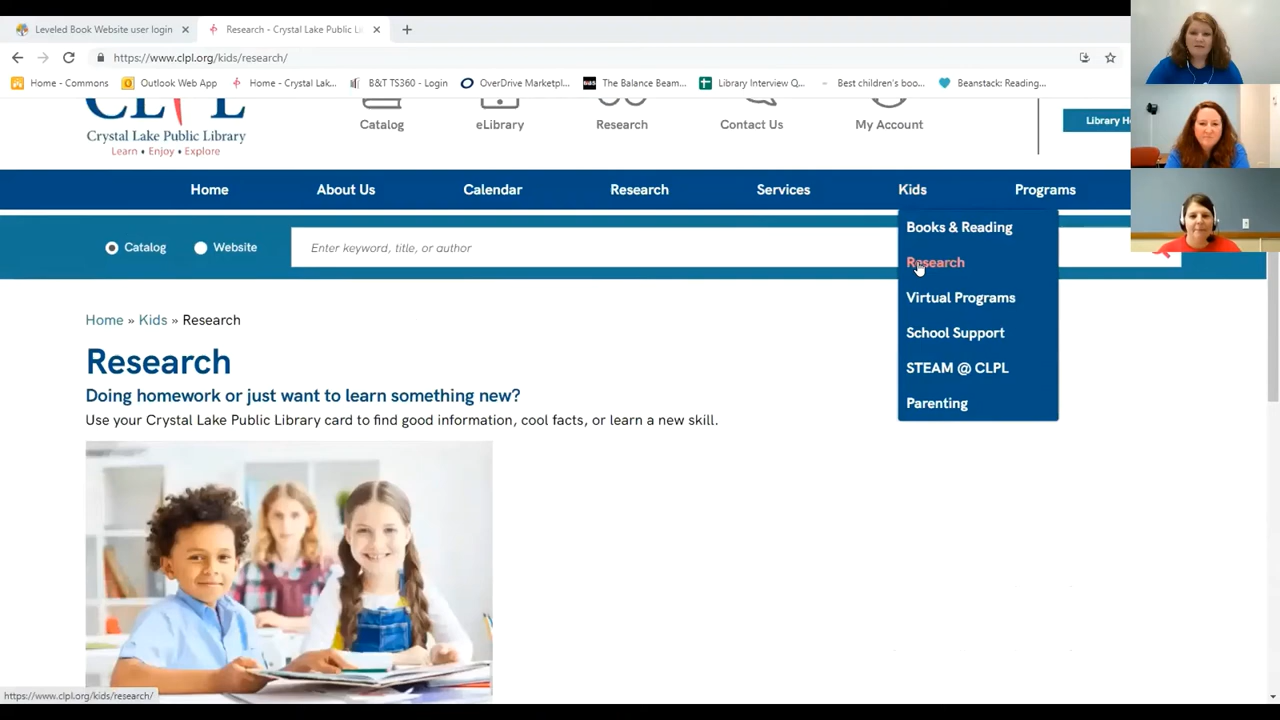 Leveled Book Website user login
Research - Crystal Lake Public Li
https://www.clpl.org/kids/research/
Home - Commons
Outlook Web App
Home - Crystal Lak...
B&T TS360 - Login
OverDrive Marketpl...
The Balance Beam...
Library Interview Q...
Best children's boo...
Beanstack: Reading...
Crystal Lake Public Library
Learn • Enjoy • Explore
Catalog
eLibrary
Research
Contact Us
My Account
Library
Home
About Us
Calendar
Research
Services
Kids
Programs
Books & Reading
Research
Virtual Programs
School Support
STEAM @ CLPL
Parenting
Catalog
Website
Enter keyword, title, or author
Home » Kids » Research
Research
Doing homework or just want to learn something new?
Use your Crystal Lake Public Library card to find good information, cool facts, or learn a new skill.
https://www.clpl.org/kids/research/